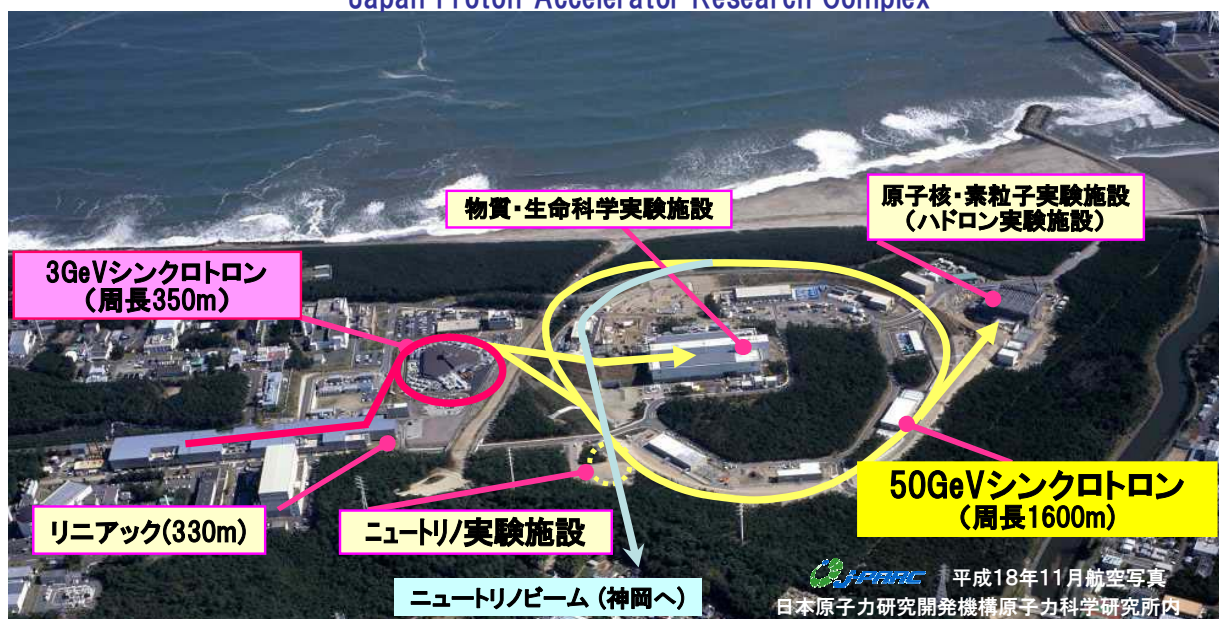 Japan Proton Accelerator Research Complex
物質・生命科学実験施設
原子核・素粒子実験施設
(ハドロン実験施設)
3GeVシンクロトロン
(周長350m)
50GeVシンクロトロン
(周長1600m)
リニアック(330m)
ニュートリノ実験施設
ニュートリノビーム (神岡へ)
J-PARC 平成18年11月航空写真
日本原子力研究開発機構原子力科学研究所内